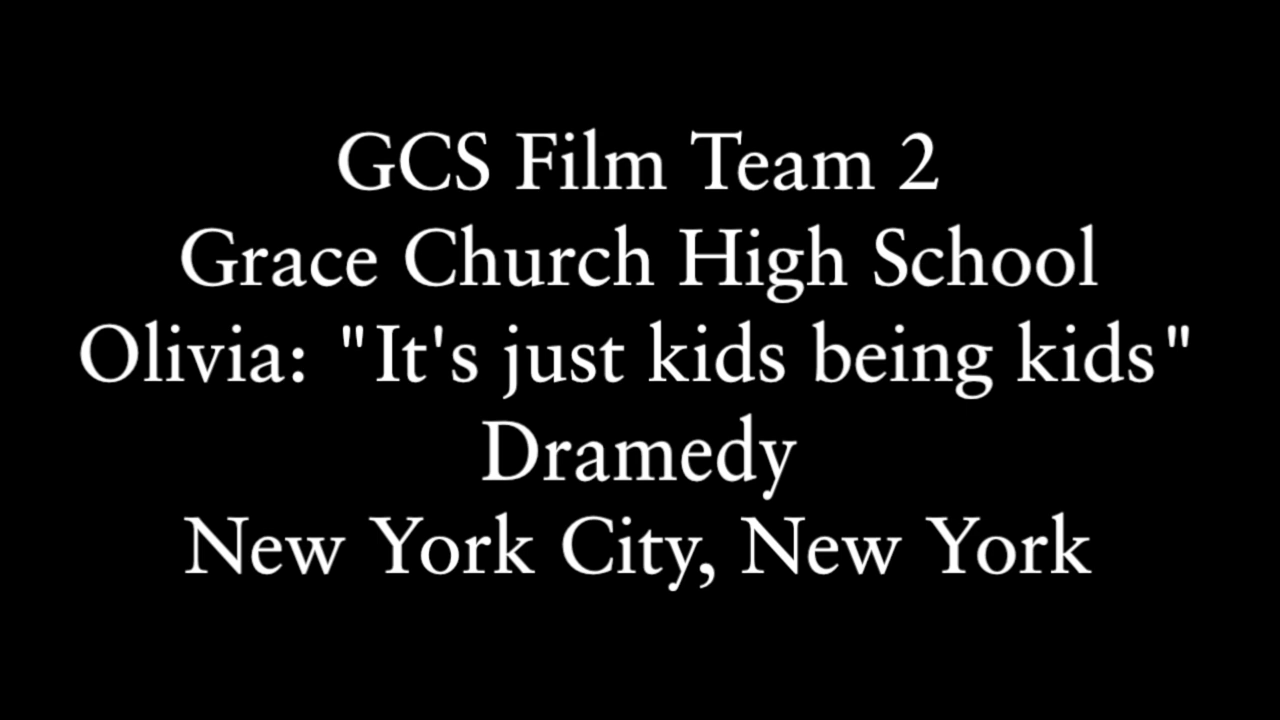 GCS Film Team 2
Grace Church High School
Olivia: "It's just kids being kids"
Dramedy
New York City, New York